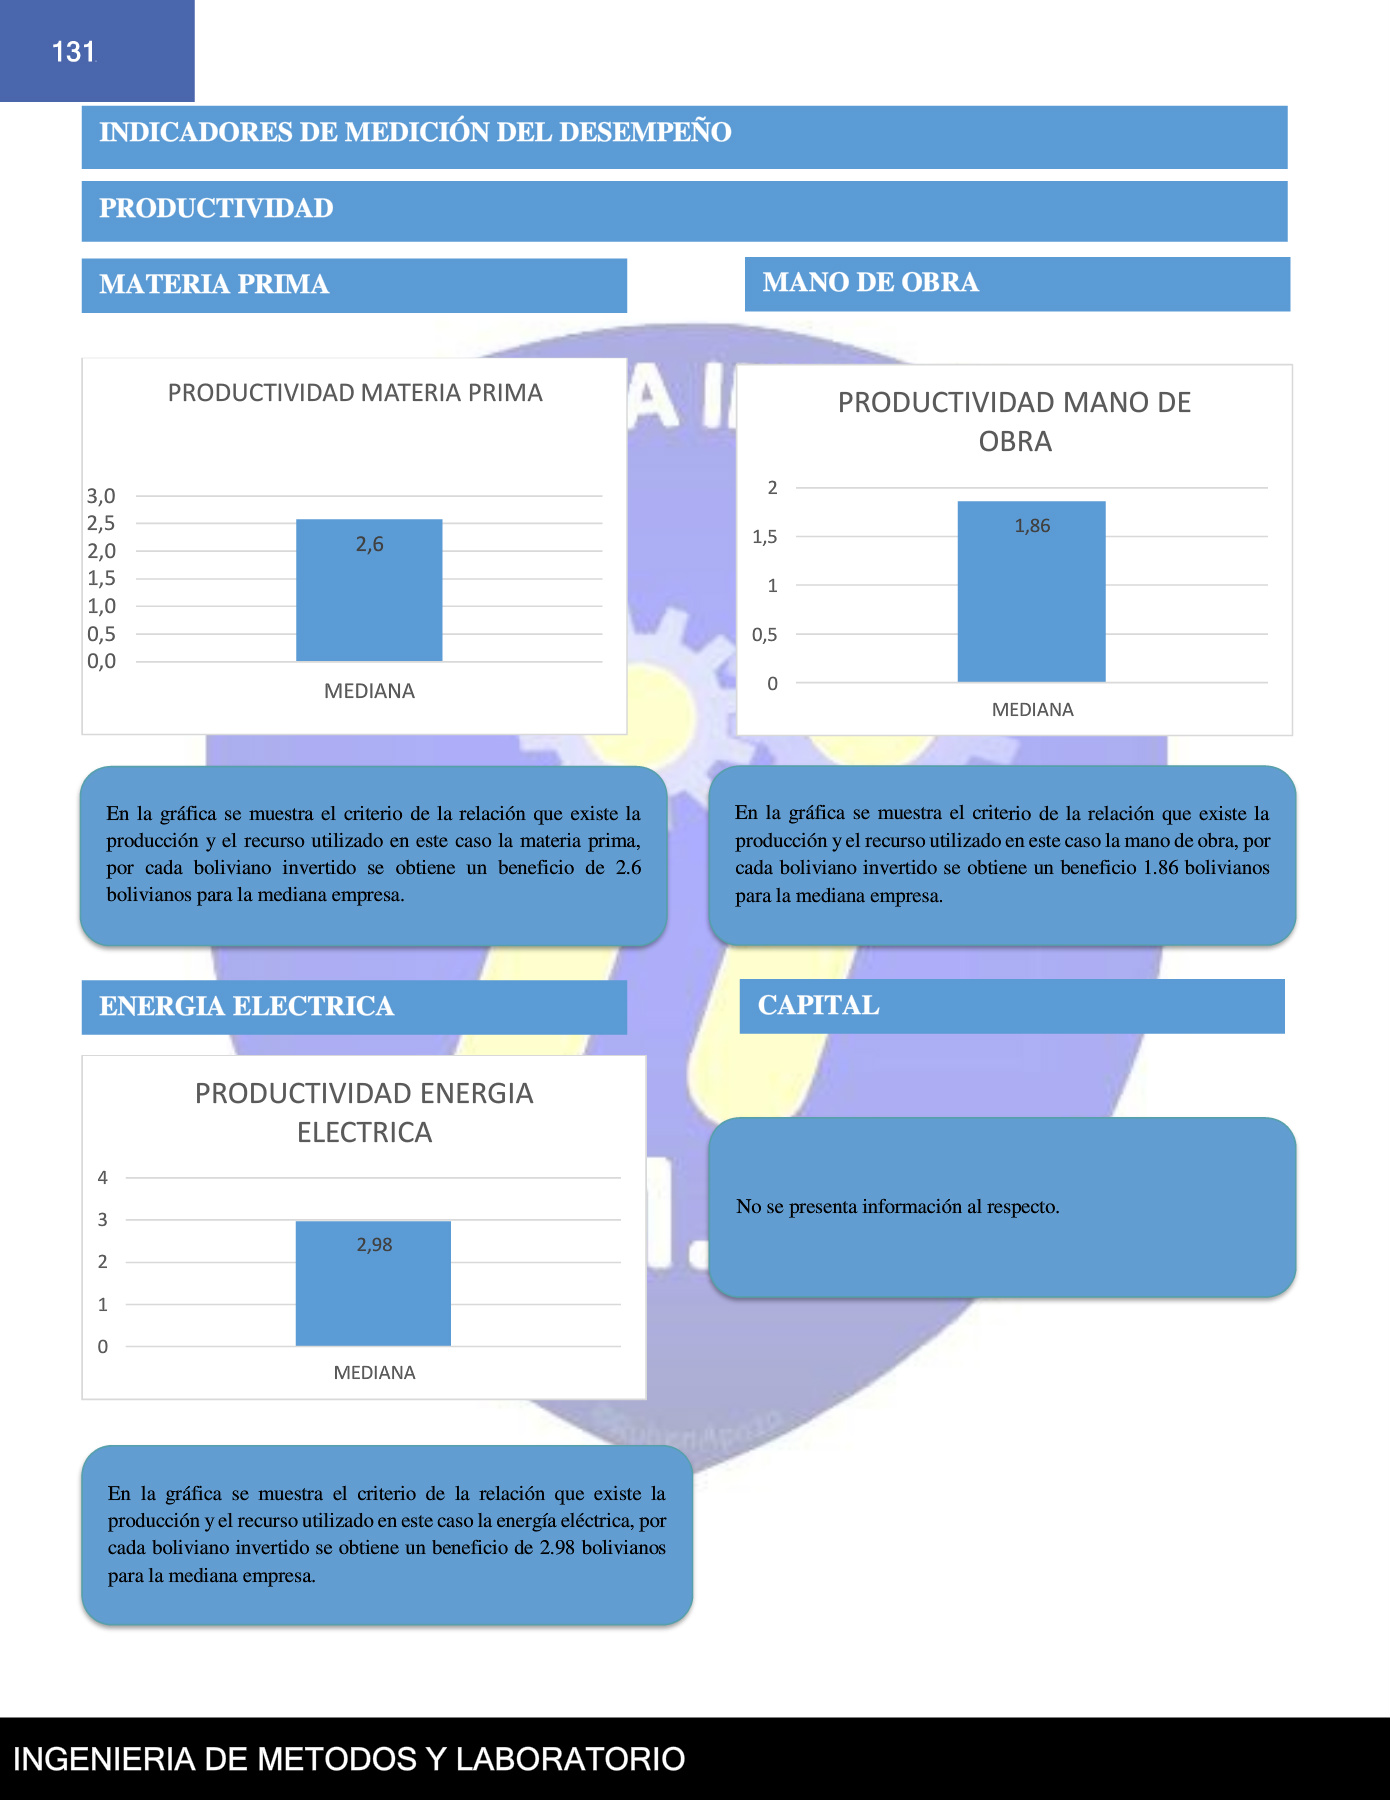 131
INDICADORES DE MEDICIÓN DEL DESEMPEÑO
PRODUCTIVIDAD
MATERIA PRIMA
MANO DE OBRA
PRODUCTIVIDAD MATERIA PRIMA
3,0
2,5
2,0
1,5
1,0
0,5
0,0
2,6
MEDIANA
PRODUCTIVIDAD MANO DE
OBRA
2
1,5
1
0,5
0
1,86
MEDIANA
En la gráfica se muestra el criterio de la relación que existe la
producción y el recurso utilizado en este caso la materia prima,
por cada boliviano invertido se obtiene un beneficio de 2.6
bolivianos para la mediana empresa.
En la gráfica se muestra el criterio de la relación que existe la
producción y el recurso utilizado en este caso la mano de obra, por
cada boliviano invertido se obtiene un beneficio 1.86 bolivianos
para la mediana empresa.
ENERGIA ELECTRICA
CAPITAL
PRODUCTIVIDAD ENERGIA
ELECTRICA
4
3
2
1
0
2,98
MEDIANA
No se presenta información al respecto.
En la gráfica se muestra el criterio de la relación que existe la
producción y el recurso utilizado en este caso la energía eléctrica, por
cada boliviano invertido se obtiene un beneficio de 2.98 bolivianos
para la mediana empresa.
INGENIERIA DE METODOS Y LABORATORIO